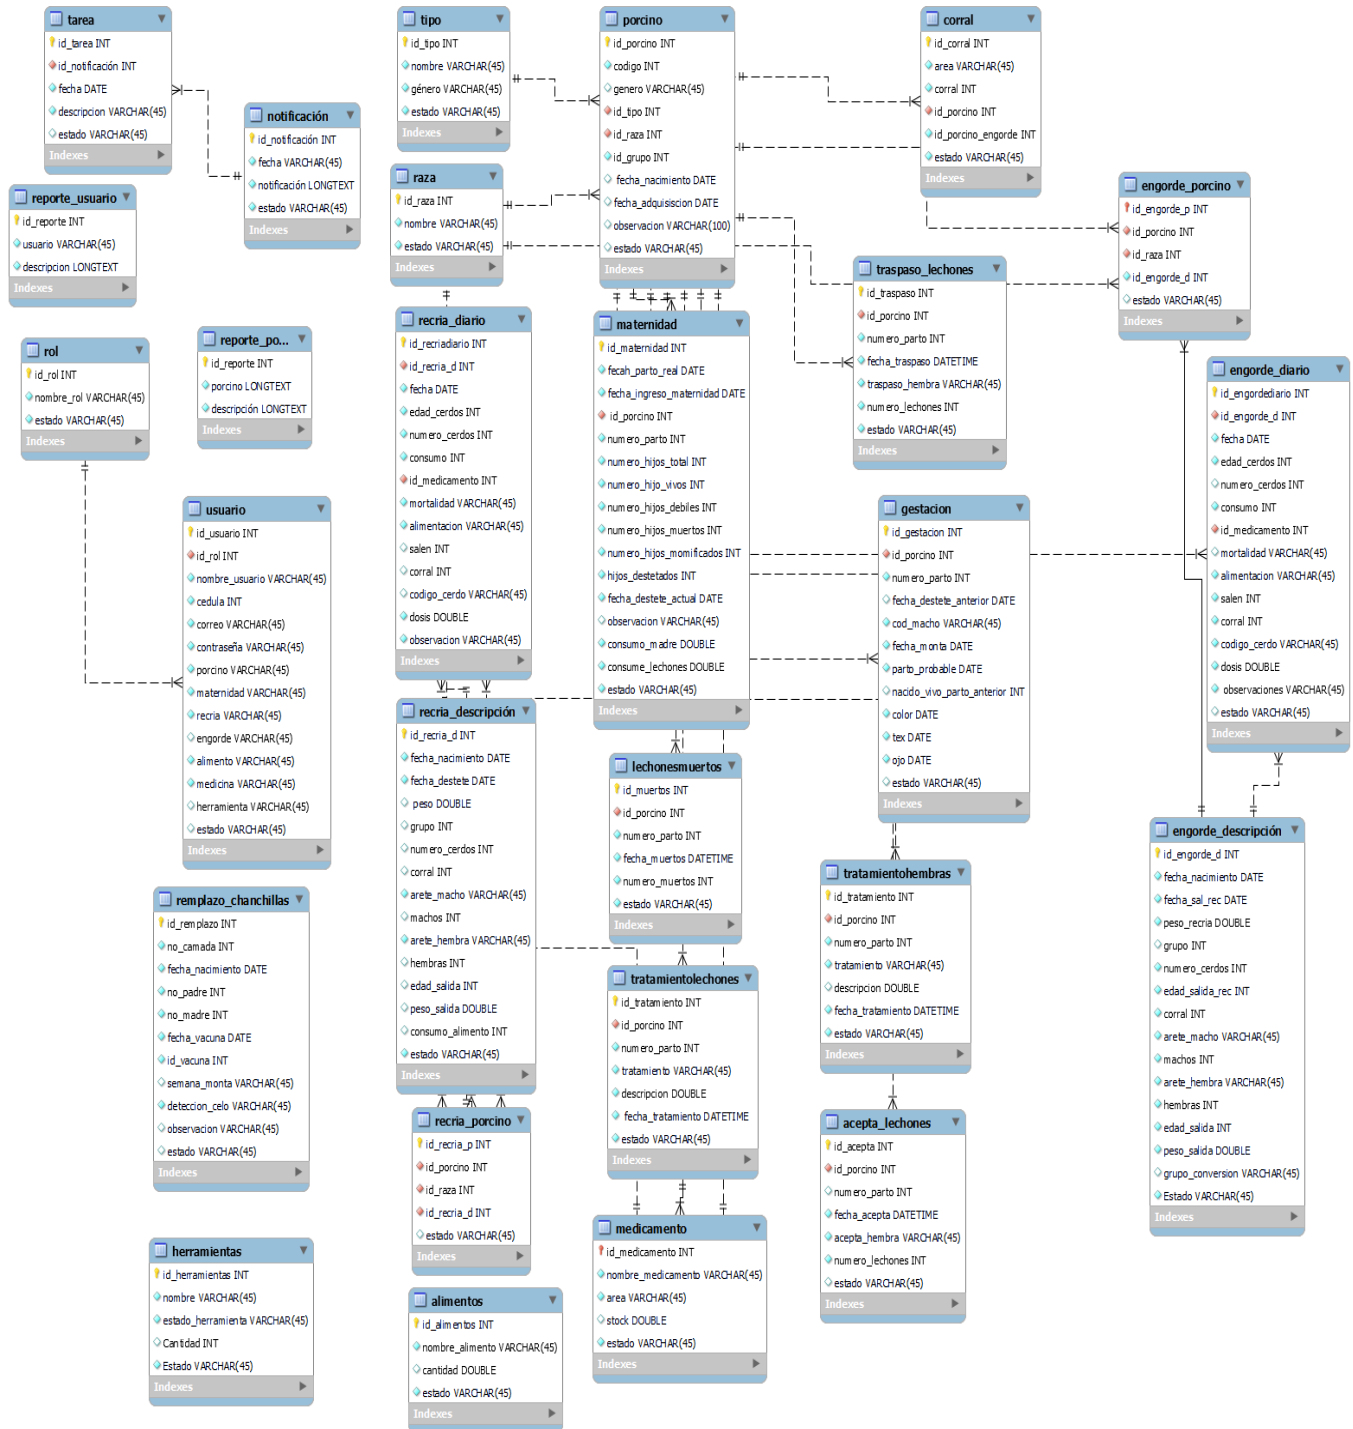 tarea
id_tarea INT
id_notificación INT
fecha DATE
descripcion VARCHAR(45)
estado VARCHAR(45)
Indexes
notificación
id_notificación INT
fecha VARCHAR(45)
notificación LONGTEXT
estado VARCHAR(45)
Indexes
reporte_usuario
id_reporte INT
usuario VARCHAR(45)
descripcion LONGTEXT
Indexes
rol
id_rol INT
nombre_rol VARCHAR(45)
estado VARCHAR(45)
Indexes
reporte_po...
id_reporte INT
porcino LONGTEXT
descripción LONGTEXT
Indexes
usuario
id_usuario INT
id_rol INT
nombre_usuario VARCHAR(45)
cedula INT
correo VARCHAR(45)
contraseña VARCHAR(45)
porcino VARCHAR(45)
maternidad VARCHAR(45)
recria VARCHAR(45)
engorde VARCHAR(45)
alimento VARCHAR(45)
medicina VARCHAR(45)
herramienta VARCHAR(45)
estado VARCHAR(45)
Indexes
remplazo_chanchillas
id_remplazo INT
no_camada INT
fecha_nacimiento DATE
no_padre INT
no_madre INT
fecha_vacuna DATE
id_vacuna INT
semana_monta VARCHAR(45)
deteccion_celo VARCHAR(45)
observacion VARCHAR(45)
estado VARCHAR(45)
Indexes
herramientas
id_herramientas INT
nombre VARCHAR(45)
estado_herramienta VARCHAR(45)
Cantidad INT
Estado VARCHAR(45)
Indexes
tipo
id_tipo INT
nombre VARCHAR(45)
género VARCHAR(45)
estado VARCHAR(45)
Indexes
raza
id_raza INT
nombre VARCHAR(45)
estado VARCHAR(45)
Indexes
recria_diario
id_recriadiario INT
id_recria_d INT
fecha DATE
edad_cerdos INT
numero_cerdos INT
consumo INT
id_medicamento INT
mortalidad VARCHAR(45)
alimentacion VARCHAR(45)
salen INT
corral INT
codigo_cerdo VARCHAR(45)
dosis DOUBLE
observacion VARCHAR(45)
Indexes
recria_descripción
id_recria_d INT
fecha_nacimiento DATE
fecha_destete DATE
peso DOUBLE
grupo INT
numero_cerdos INT
corral INT
arete_macho VARCHAR(45)
machos INT
arete_hembra VARCHAR(45)
hembras INT
edad_salida INT
peso_salida DOUBLE
consumo_alimento INT
estado VARCHAR(45)
Indexes
recria_porcino
id_recria_p INT
id_porcino INT
id_raza INT
id_recria_d INT
estado VARCHAR(45)
Indexes
alimentos
id_alimentos INT
nombre_alimento VARCHAR(45)
cantidad DOUBLE
estado VARCHAR(45)
Indexes
porcino
id_porcino INT
codigo INT
genero VARCHAR(45)
id_tipo INT
id_raza INT
id_grupo INT
fecha_nacimiento DATE
fecha_adquisiscion DATE
observacion VARCHAR(100)
estado VARCHAR(45)
Indexes
maternidad
id_maternidad INT
fecah_parto_real DATE
fecha_ingreso_maternidad DATE
id_porcino INT
numero_parto INT
numero_hijos_total INT
numero_hijo_vivos INT
numero_hijos_debiles INT
numero_hijos_muertos INT
numero_hijos_momificados INT
hijos_destetados INT
fecha_destete_actual DATE
observacion VARCHAR(45)
consumo_madre DOUBLE
consume_lechones DOUBLE
estado VARCHAR(45)
Indexes
lechonesmuertos
id_muertos INT
id_porcino INT
numero_parto INT
fecha_muertos DATETIME
numero_muertos INT
estado VARCHAR(45)
Indexes
tratamientolechones
id_tratamiento INT
id_porcino INT
numero_parto INT
tratamiento VARCHAR(45)
descripcion DOUBLE
fecha_tratamiento DATETIME
estado VARCHAR(45)
Indexes
medicamento
id_medicamento INT
nombre_medicamento VARCHAR(45)
area VARCHAR(45)
stock DOUBLE
estado VARCHAR(45)
Indexes
corral
id_corral INT
area VARCHAR(45)
corral INT
id_porcino INT
id_porcino_engorde INT
estado VARCHAR(45)
Indexes
traspaso_lechones
id_traspaso INT
id_porcino INT
numero_parto INT
fecha_traspaso DATETIME
traspaso_hembra VARCHAR(45)
numero_lechones INT
estado VARCHAR(45)
Indexes
gestacion
id_gestacion INT
id_porcino INT
numero_parto INT
fecha_destete_anterior DATE
cod_macho VARCHAR(45)
fecha_monta DATE
parto_probable DATE
nacido_vivo_parto_anterior INT
color DATE
tex DATE
ojo DATE
estado VARCHAR(45)
Indexes
tratamientohembras
id_tratamiento INT
id_porcino INT
numero_parto INT
tratamiento VARCHAR(45)
descripcion DOUBLE
fecha_tratamiento DATETIME
estado VARCHAR(45)
Indexes
acepta_lechones
id_acepta INT
id_porcino INT
numero_parto INT
fecha_acepta DATETIME
acepta_hembra VARCHAR(45)
numero_lechones INT
estado VARCHAR(45)
Indexes
engorde_porcino
id_engorde_p INT
id_porcino INT
id_raza INT
id_engorde_d INT
estado VARCHAR(45)
Indexes
engorde_diario
id_engordediario INT
id_engorde_d INT
fecha DATE
edad_cerdos INT
numero_cerdos INT
consumo INT
id_medicamento INT
mortalidad VARCHAR(45)
alimentacion VARCHAR(45)
salen INT
corral INT
codigo_cerdo VARCHAR(45)
dosis DOUBLE
observaciones VARCHAR(45)
estado VARCHAR(45)
Indexes
engorde_descripción
id_engorde_d INT
fecha_nacimiento DATE
fecha_sal_rec DATE
peso_recria DOUBLE
grupo INT
numero_cerdos INT
edad_salida_rec INT
corral INT
arete_macho VARCHAR(45)
machos INT
arete_hembra VARCHAR(45)
hembras INT
edad_salida INT
peso_salida DOUBLE
grupo_conversion VARCHAR(45)
Estado VARCHAR(45)
Indexes